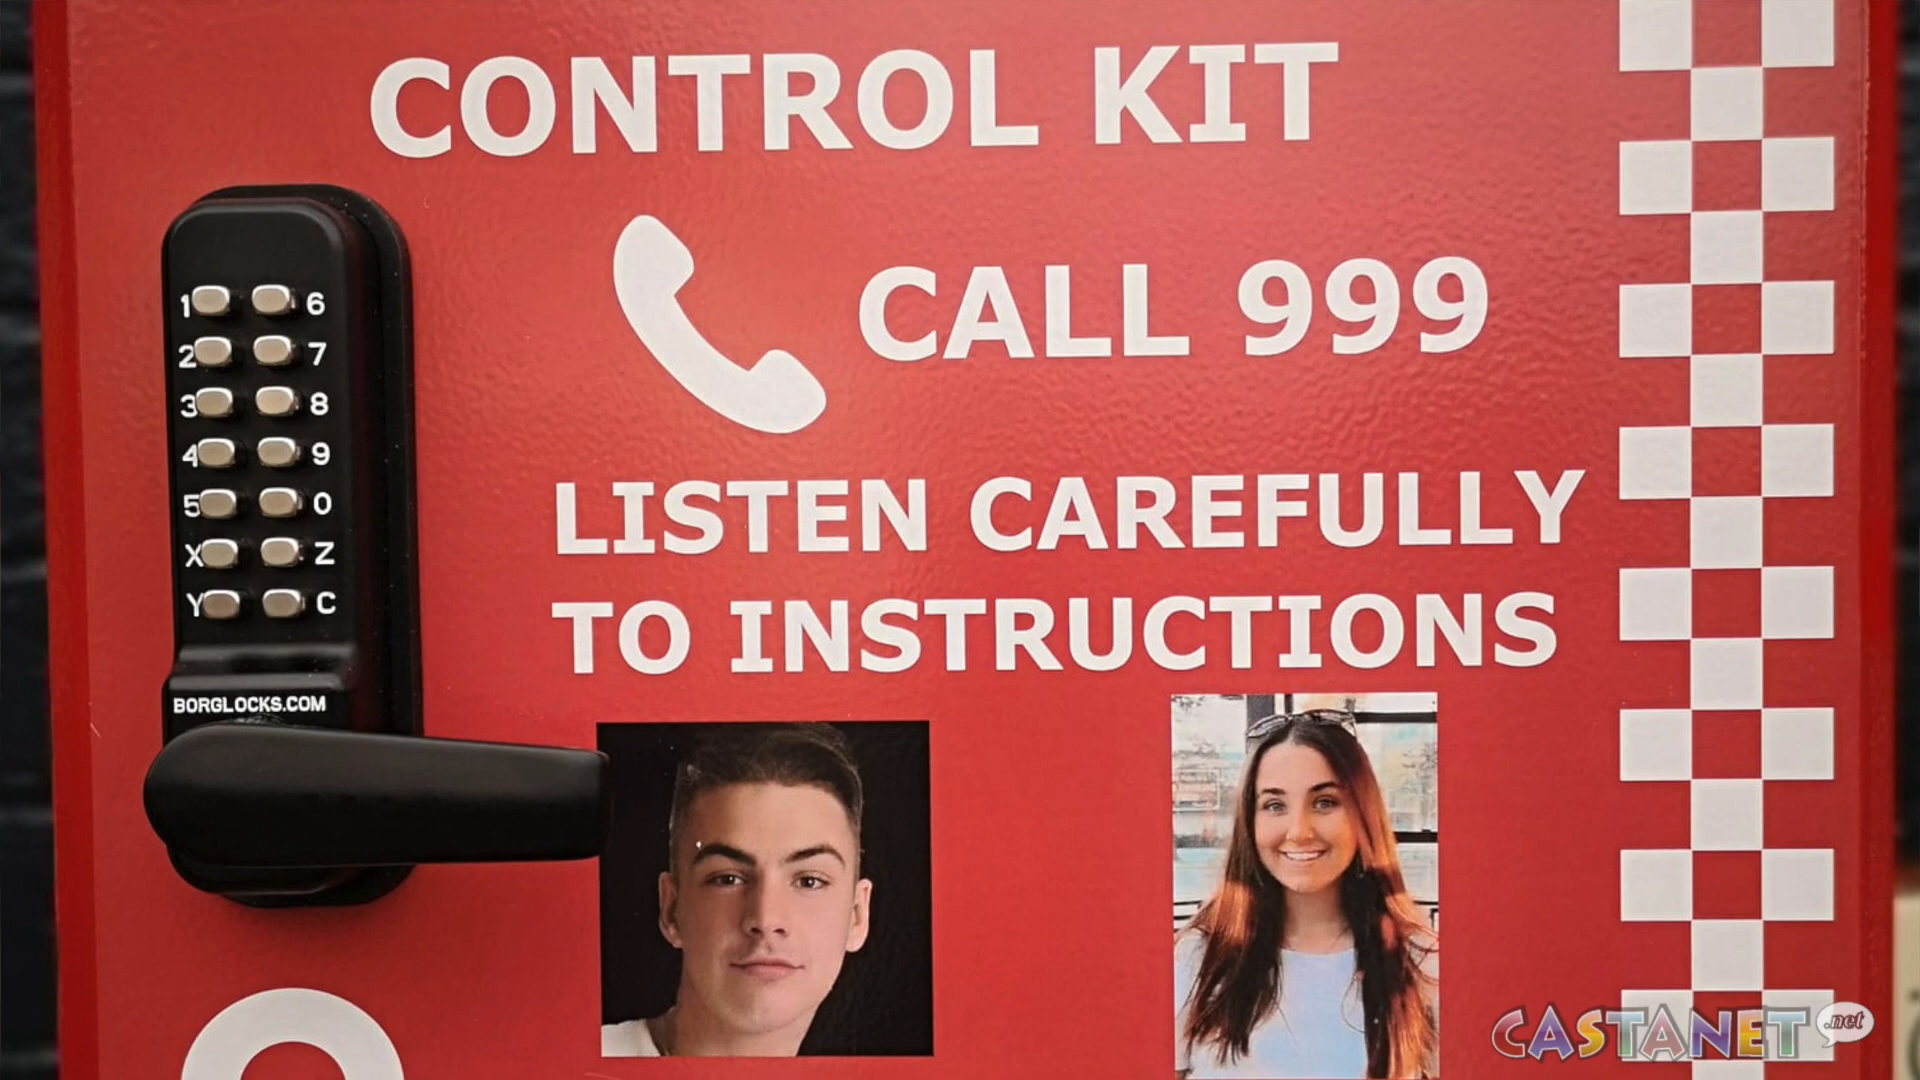 CONTROL KIT
CALL 999
LISTEN CAREFULLY
TO INSTRUCTIONS
1 6
2 7
3 8
4 9
5 0
X Z
Y C
BORGLOCKS.COM
CASTANET.net